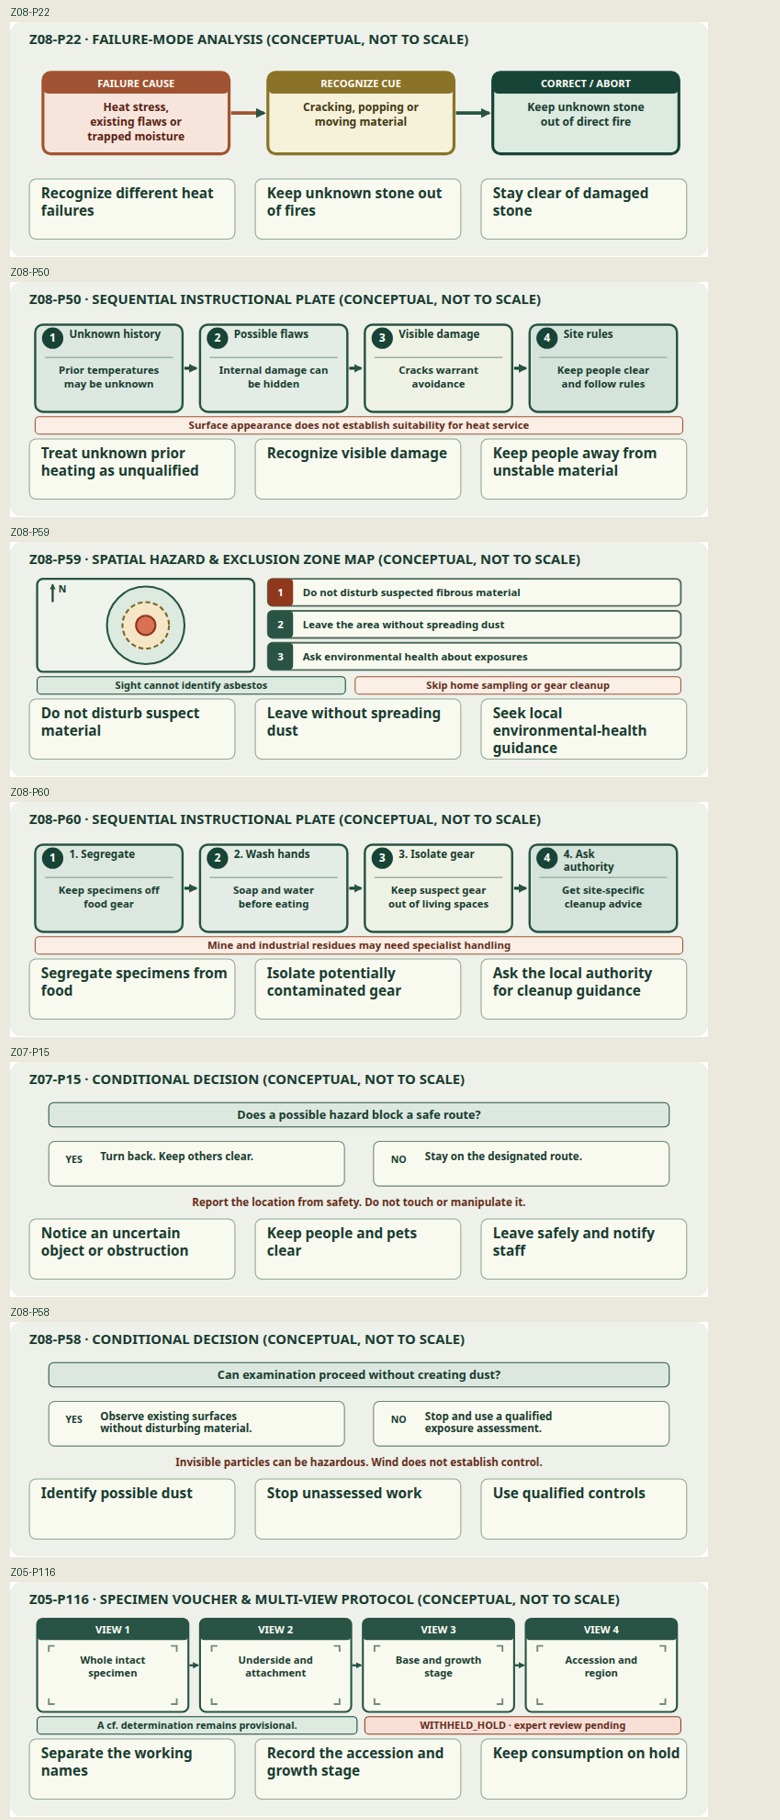 Z08-P22
Z08-P22 · FAILURE-MODE ANALYSIS (CONCEPTUAL, NOT TO SCALE)
FAILURE CAUSE
Heat stress,
existing flaws or
trapped moisture
RECOGNIZE CUE
Cracking, popping or
moving material
CORRECT / ABORT
Keep unknown stone
out of direct fire
Recognize different heat
failures
Keep unknown stone out
of fires
Stay clear of damaged
stone
Z08-P50
Z08-P50 · SEQUENTIAL INSTRUCTIONAL PLATE (CONCEPTUAL, NOT TO SCALE)
1 Unknown history
Prior temperatures
may be unknown
2 Possible flaws
Internal damage can
be hidden
3 Visible damage
Cracks warrant
avoidance
4 Site rules
Keep people clear
and follow rules
Surface appearance does not establish suitability for heat service
Treat unknown prior
heating as unqualified
Recognize visible damage
Keep people away from
unstable material
Z08-P59
Z08-P59 · SPATIAL HAZARD & EXCLUSION ZONE MAP (CONCEPTUAL, NOT TO SCALE)
N
1 Do not disturb suspected fibrous material
2 Leave the area without spreading dust
3 Ask environmental health about exposures
Sight cannot identify asbestos
Skip home sampling or gear cleanup
Do not disturb suspect
material
Leave without spreading
dust
Seek local
environmental-health
guidance
Z08-P60
Z08-P60 · SEQUENTIAL INSTRUCTIONAL PLATE (CONCEPTUAL, NOT TO SCALE)
1 1. Segregate
Keep specimens off
food gear
2 2. Wash hands
Soap and water
before eating
3 3. Isolate gear
Keep suspect gear
out of living spaces
4 4. Ask
authority
Get site-specific
cleanup advice
Mine and industrial residues may need specialist handling
Segregate specimens from
food
Isolate potentially
contaminated gear
Ask the local authority
for cleanup guidance
Z07-P15
Z07-P15 · CONDITIONAL DECISION (CONCEPTUAL, NOT TO SCALE)
Does a possible hazard block a safe route?
YES Turn back. Keep others clear.
NO Stay on the designated route.
Report the location from safety. Do not touch or manipulate it.
Notice an uncertain
object or obstruction
Keep people and pets
clear
Leave safely and notify
staff
Z08-P58
Z08-P58 · CONDITIONAL DECISION (CONCEPTUAL, NOT TO SCALE)
Can examination proceed without creating dust?
YES Observe existing surfaces
without disturbing material.
NO Stop and use a qualified
exposure assessment.
Invisible particles can be hazardous. Wind does not establish control.
Identify possible dust
Stop unassessed work
Use qualified controls
Z05-P116
Z05-P116 · SPECIMEN VOUCHER & MULTI-VIEW PROTOCOL (CONCEPTUAL, NOT TO SCALE)
VIEW 1
Whole intact
specimen
VIEW 2
Underside and
attachment
VIEW 3
Base and growth
stage
VIEW 4
Accession and
region
A cf. determination remains provisional.
WITHHELD_HOLD · expert review pending
Separate the working
names
Record the accession and
growth stage
Keep consumption on hold